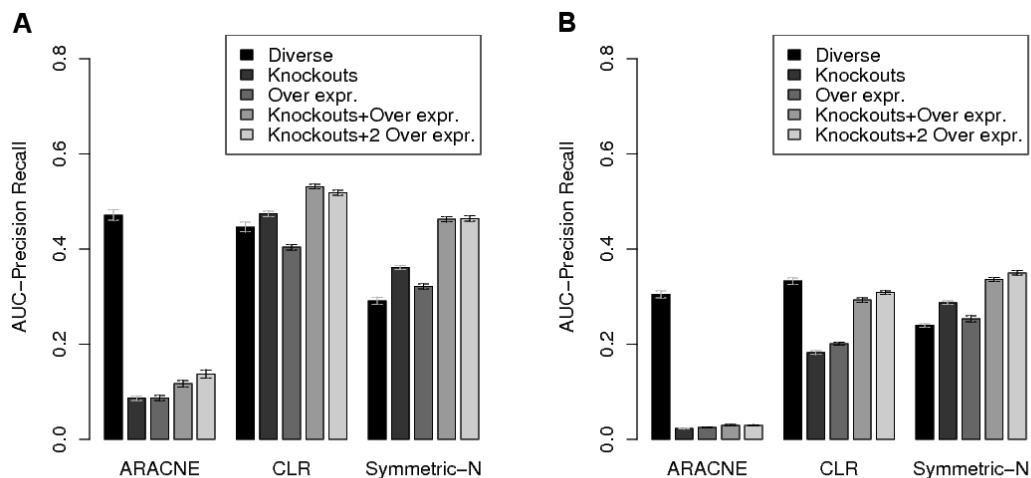 A
AUC−Precision Recall
0.0
0.2
0.4
0.6
0.8
Diverse
Knockouts
Over expr.
Knockouts+Over expr.
Knockouts+2 Over expr.
ARACNE
CLR
Symmetric−N
B
AUC−Precision Recall
0.0
0.2
0.4
0.6
0.8
Diverse
Knockouts
Over expr.
Knockouts+Over expr.
Knockouts+2 Over expr.
ARACNE
CLR
Symmetric−N